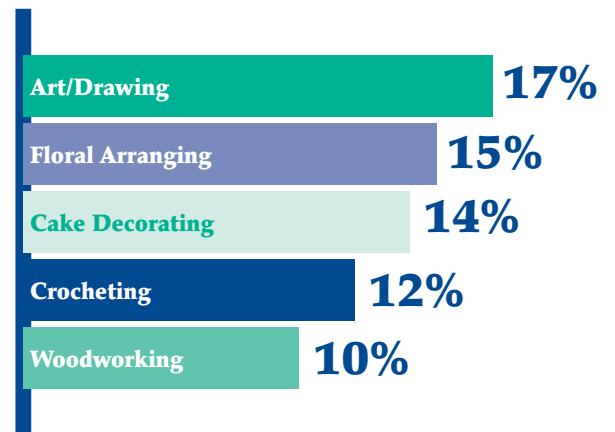 Art/Drawing 17%
Floral Arranging 15%
Cake Decorating 14%
Crocheting 12%
Woodworking 10%